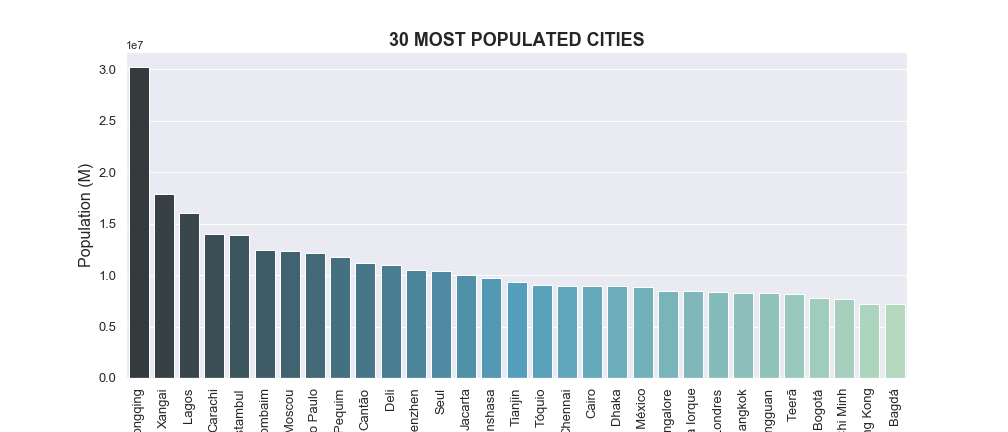 30 MOST POPULATED CITIES
1e7
3.0
2.5
2.0
1.5
1.0
0.5
0.0
Population (M)
ongqing
Xangai
Lagos
Carachi
stambul
ombaim
Moscou
o Paulo
Pequim
Cantão
Deli
enzhen
Seul
Jacarta
nshasa
Tianjin
Tóquio
Chennai
Cairo
Dhaka
México
ngalore
a Iorque
Londres
angkok
ngguan
Teerã
Bogotá
hi Minh
ng Kong
Bagdá